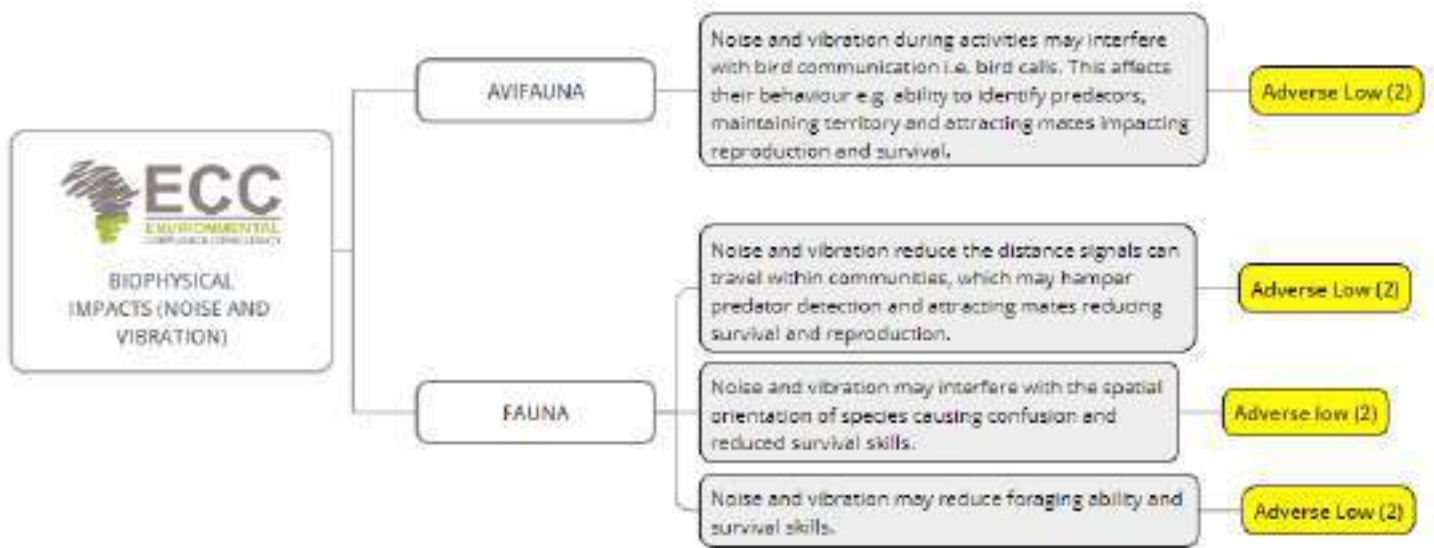 ECC
ENVIRONMENTAL
COMPLIANCE CONSULTANCY
BIOPHYSICAL
IMPACTS (NOISE AND
VIBRATION)
AVIFAUNA
Noise and vibration during activities may interfere
with bird communication i.e. bird calls. This affects
their behaviour e.g. ability to identify predators,
maintaining territory and attracting mates impacting
reproduction and survival.
Adverse Low (2)
FAUNA
Noise and vibration reduce the distance signals can
travel within communities, which may hamper
predator detection and attracting mates reducing
survival and reproduction.
Adverse Low (2)
Noise and vibration may interfere with the spatial
orientation of species causing confusion and
reduced survival skills.
Adverse low (2)
Noise and vibration may reduce foraging ability and
survival skills.
Adverse Low (2)